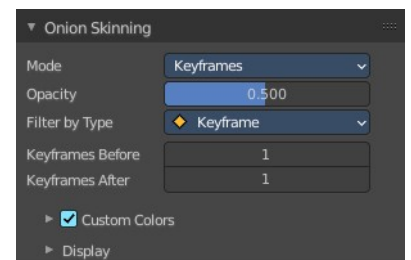 Onion Skinning
Mode Keyframes
Opacity 0.500
Filter by Type Keyframe
Keyframes Before 1
Keyframes After 1
Custom Colors
Display